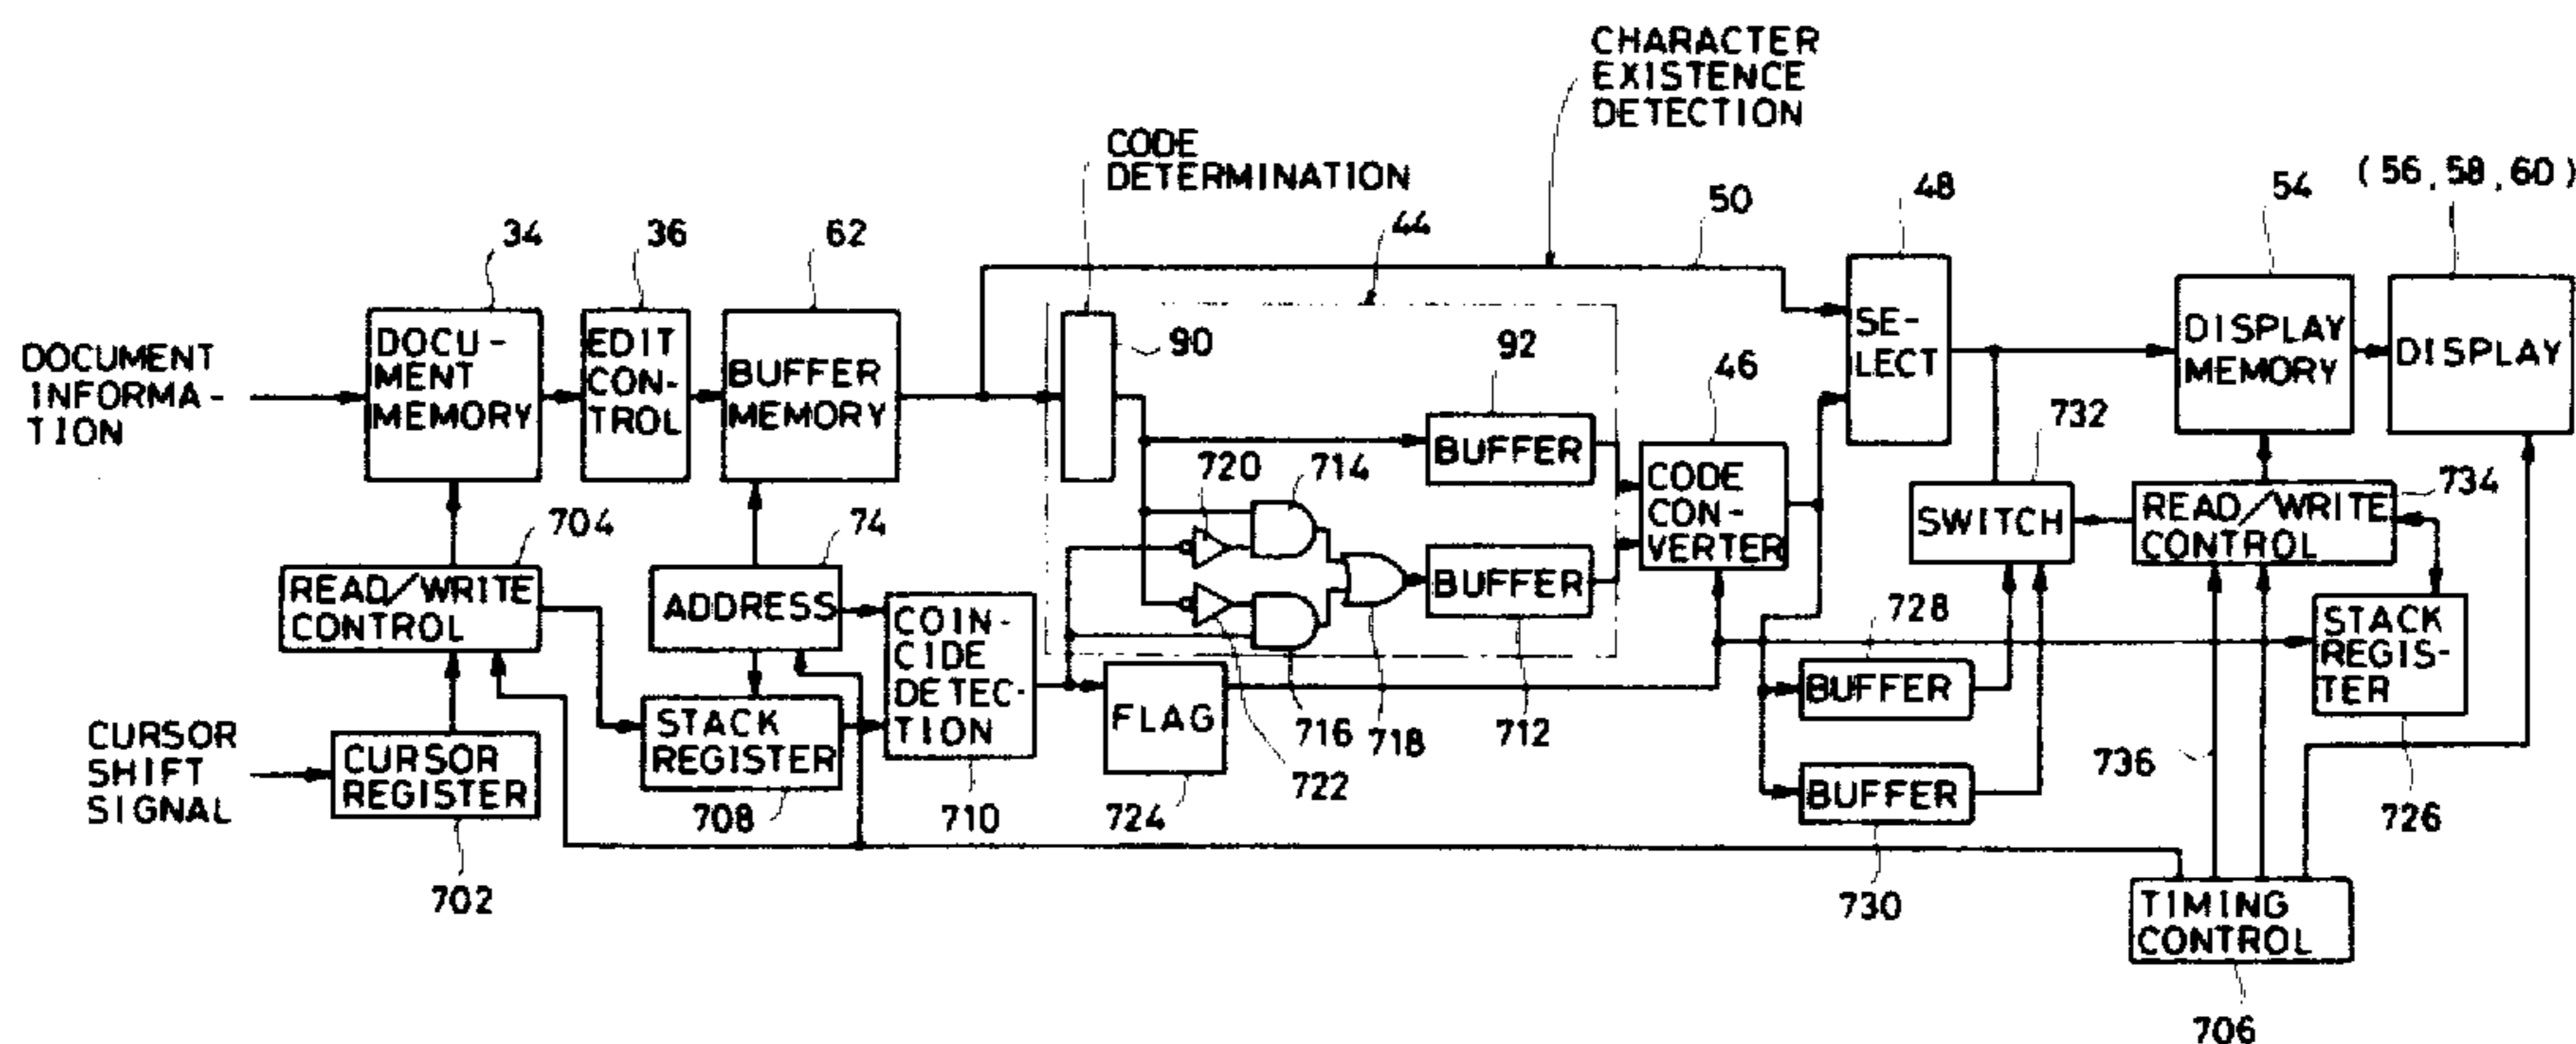 CHARACTER
EXISTENCE
DETECTION
CODE
DETERMINATION
34
36
62
44
50
48
54
(56, 58, 60)
DOCUMENT
INFORMA-
TION
DOCU-
MENT
MEMORY
EDIT
CON-
TROL
BUFFER
MEMORY
90
92
BUFFER
46
SE-
LECT
DISPLAY
MEMORY
DISPLAY
732
720
714
CODE
CON-
VERTER
SWITCH
READ/WRITE
CONTROL
734
704
74
READ/WRITE
CONTROL
ADDRESS
COIN-
CIDE
DETEC-
TION
BUFFER
728
STACK
REGIS-
TER
CURSOR
SHIFT
SIGNAL
CURSOR
REGISTER
STACK
REGISTER
FLAG
716
718
712
722
BUFFER
BUFFER
736
726
702
708
710
724
730
TIMING
CONTROL
706